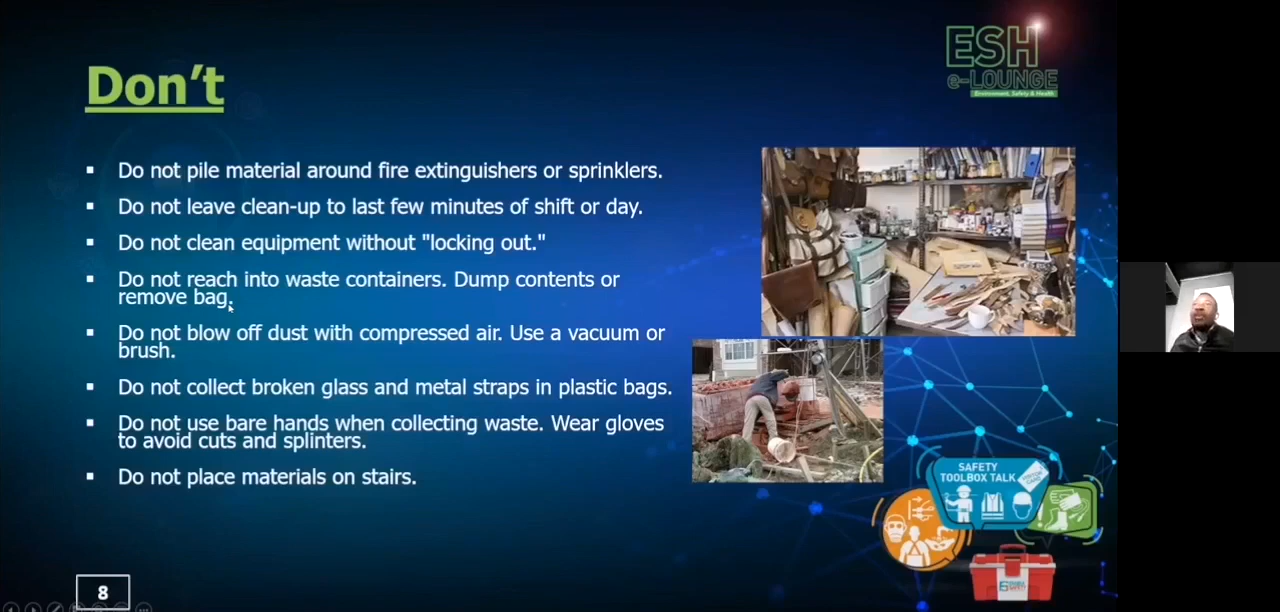 ESH
e-LOUNGE
Environment, Safety & Health
Don't
Do not pile material around fire extinguishers or sprinklers.
Do not leave clean-up to last few minutes of shift or day.
Do not clean equipment without "locking out."
Do not reach into waste containers. Dump contents or
remove bag.
Do not blow off dust with compressed air. Use a vacuum or
brush.
Do not collect broken glass and metal straps in plastic bags.
Do not use bare hands when collecting waste. Wear gloves
to avoid cuts and splinters.
Do not place materials on stairs.
SAFETY
TOOLBOX TALK
8